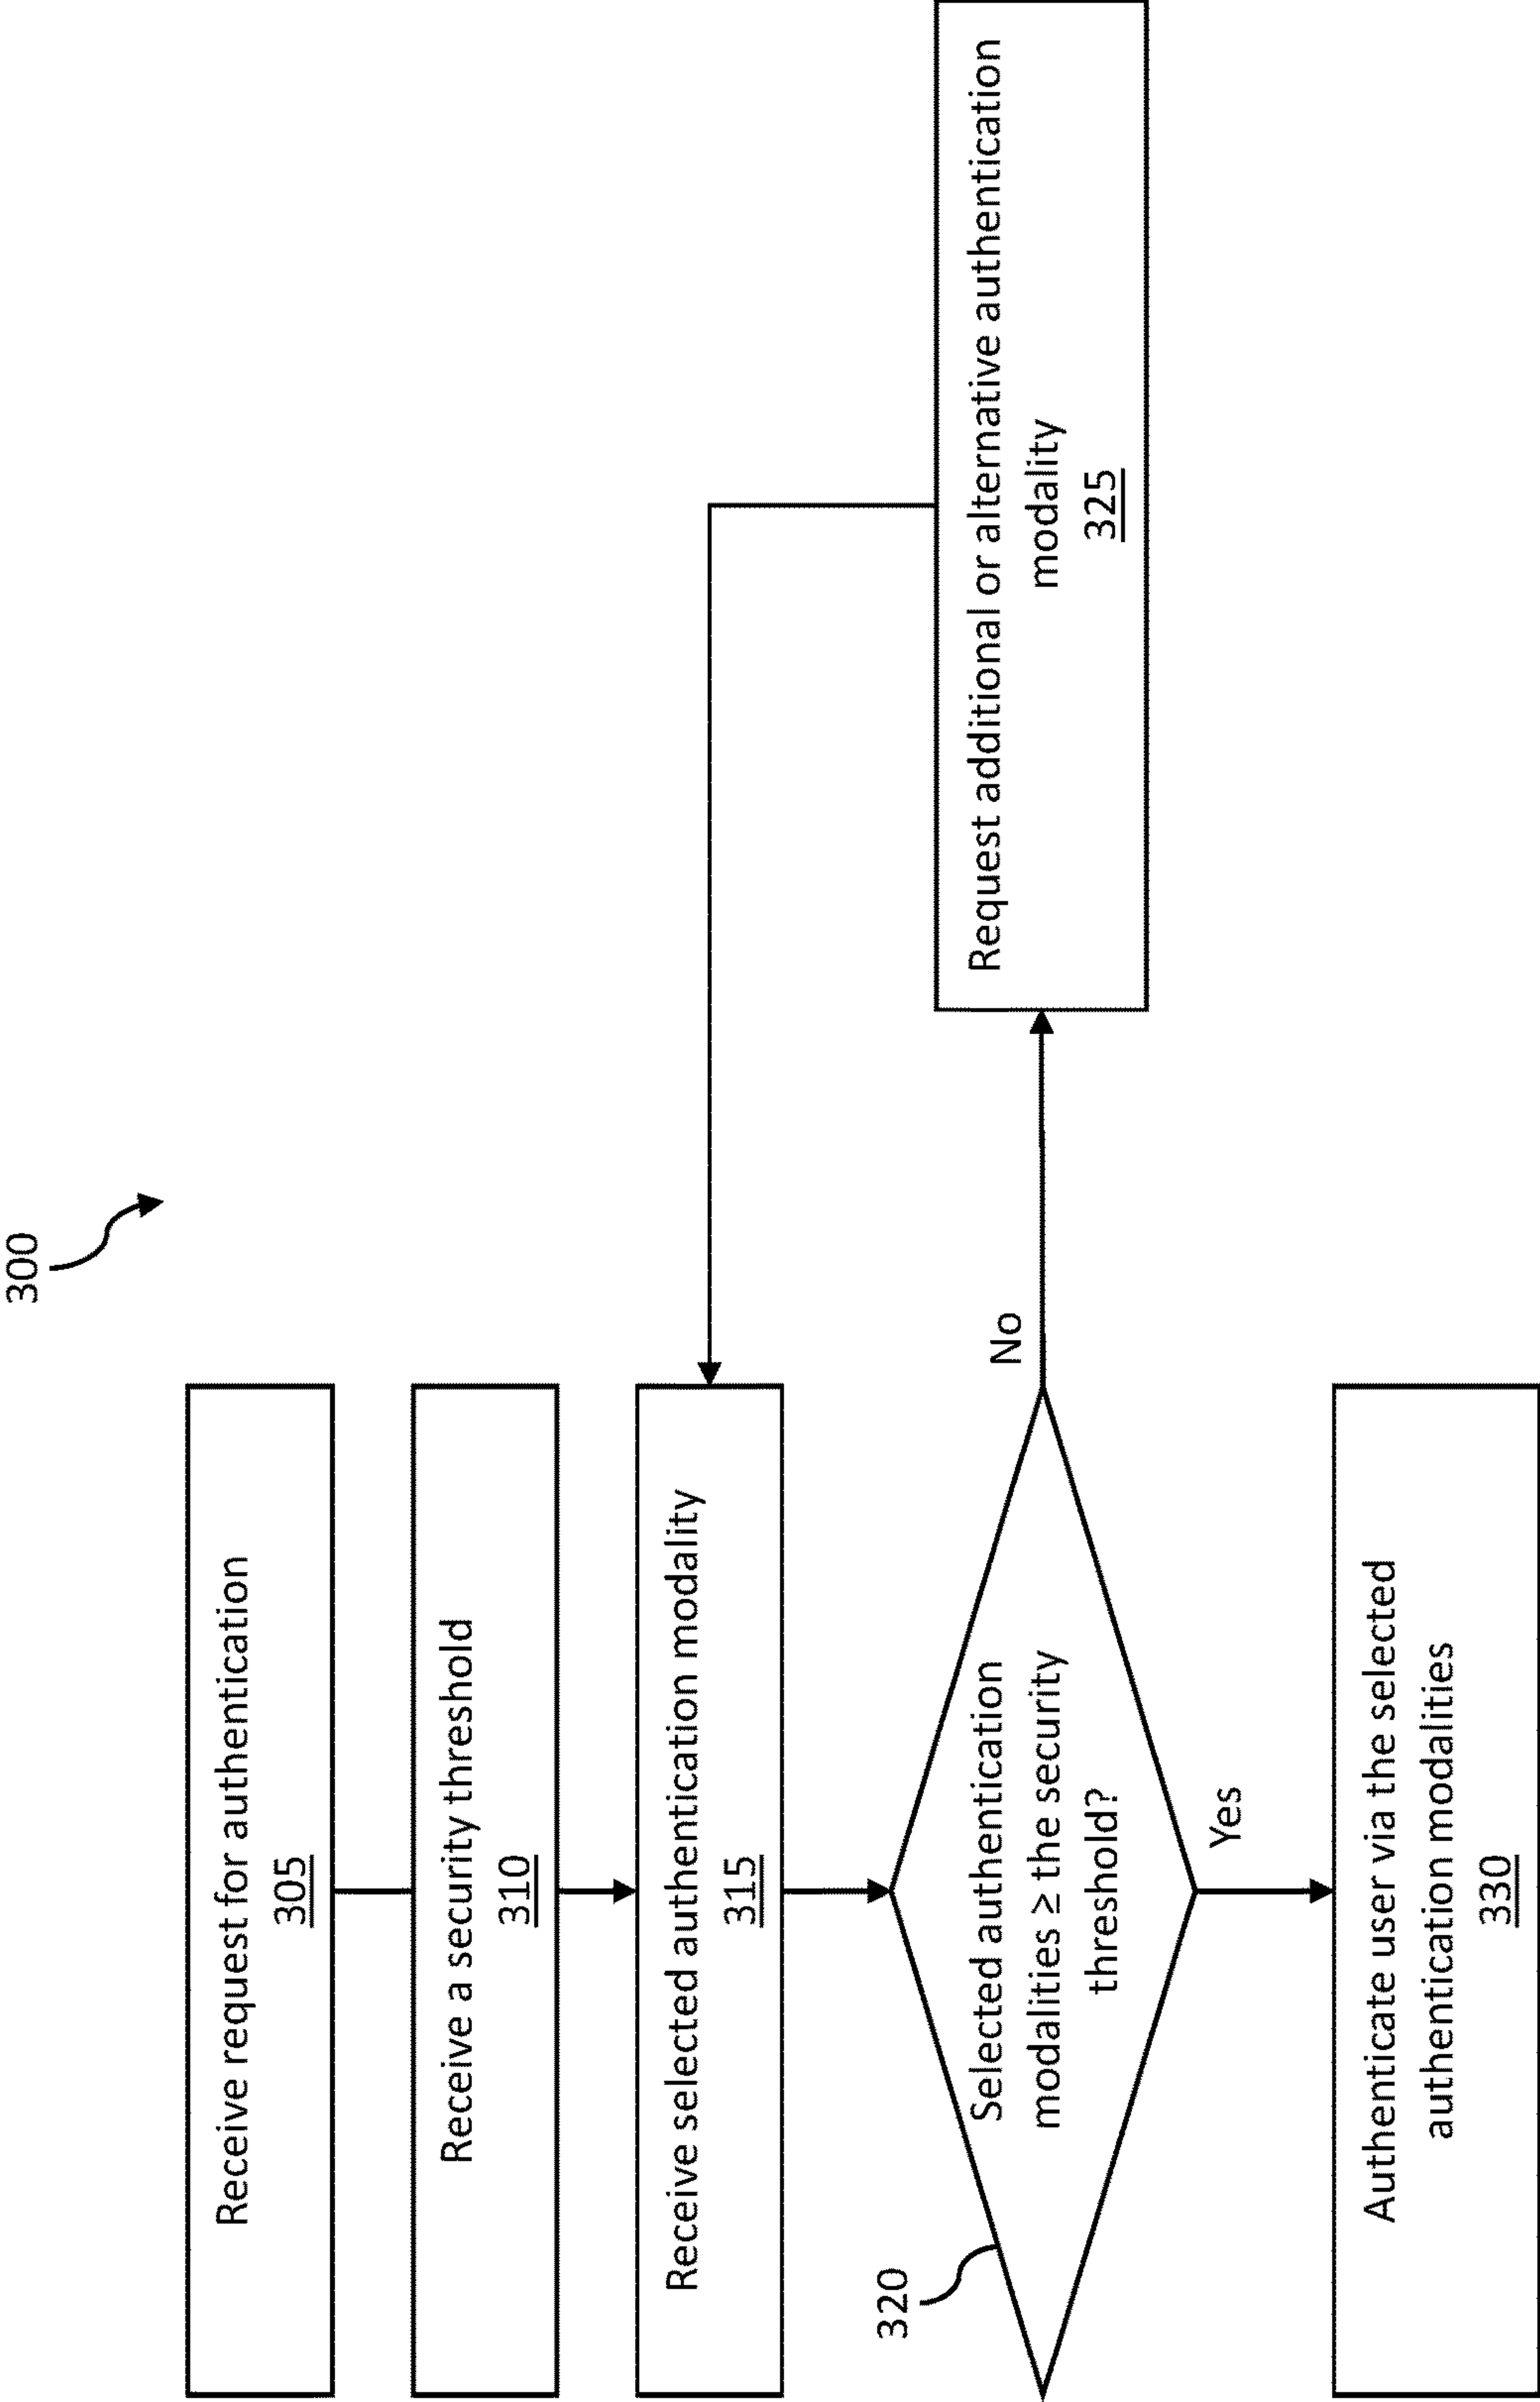 300
Receive request for authentication
305
Receive a security threshold
310
Receive selected authentication modality
315
320
Selected authentication
modalities ≥ the security
threshold?
No
Request additional or alternative authentication
modality
325
Yes
Authenticate user via the selected
authentication modalities
330